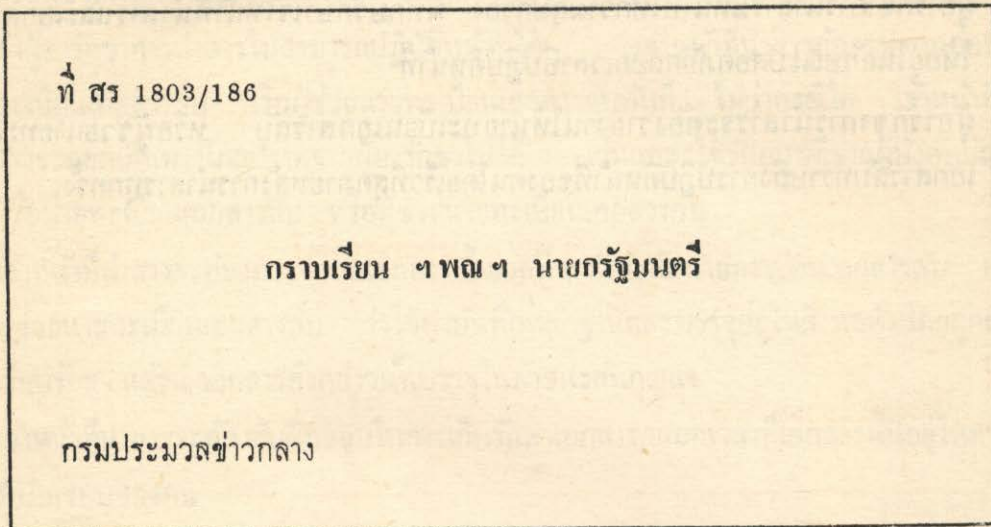 ที่ สร 1803/186
กราบเรียน ฯ พณ ฯ นายกรัฐมนตรี
กรมประมวลข่าวกลาง